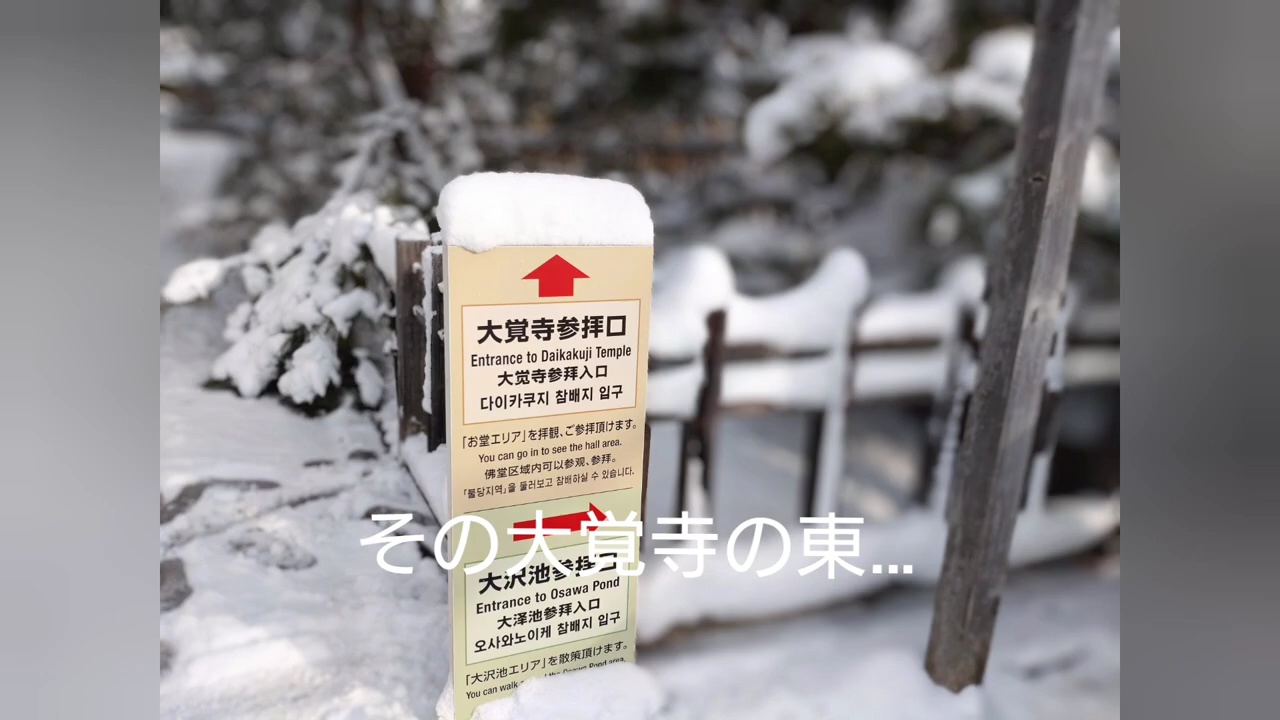 大覚寺参拝口
Entrance to Daikakuji Temple
大觉寺参拜入口
다이카쿠지 참배지 입구
「お堂エリア」を拝観、ご参拝頂けます。
You can go in to see the hall area.
佛堂区域内可以参观、参拜。
「불당지역」을 둘러보고 참배하실 수 있습니다.
その大覚寺の東...
大沢池参拝口
Entrance to Osawa Pond
大泽池参拜入口
오사와노이케 참배지 입구
「大沢池エリア」を散策頂けます。
You can walk the Osawa Pond area.